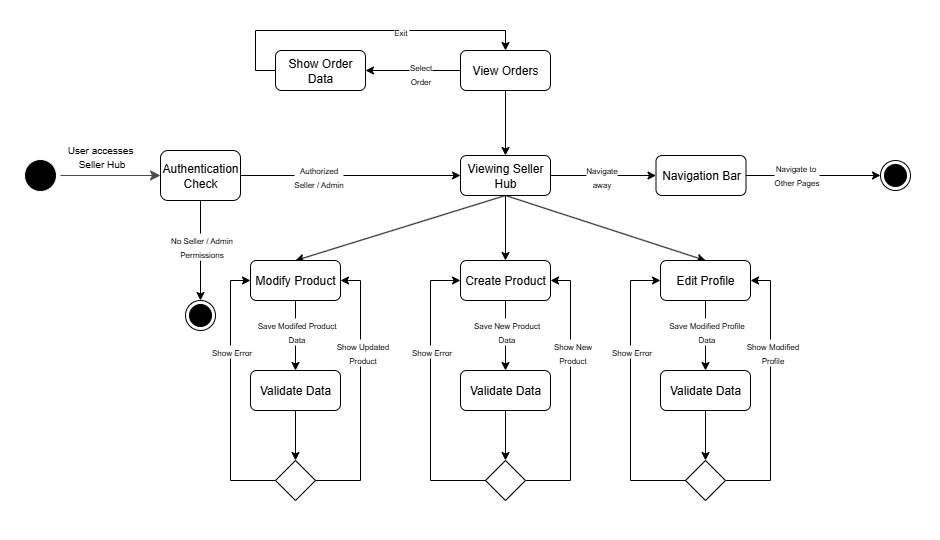 Exit
Show Order
Data
Select
Order
View Orders
User accesses
Seller Hub
Authentication
Check
Authorized
Seller / Admin
Viewing Seller
Hub
Navigate
away
Navigation Bar
Navigate to
Other Pages
No Seller / Admin
Permissions
Modify Product
Create Product
Edit Profile
Save Modifed Product
Data
Save New Product
Data
Save Modified Profile
Data
Show Error
Show Updated
Product
Show Error
Show New
Product
Show Error
Show Modified
Profile
Validate Data
Validate Data
Validate Data